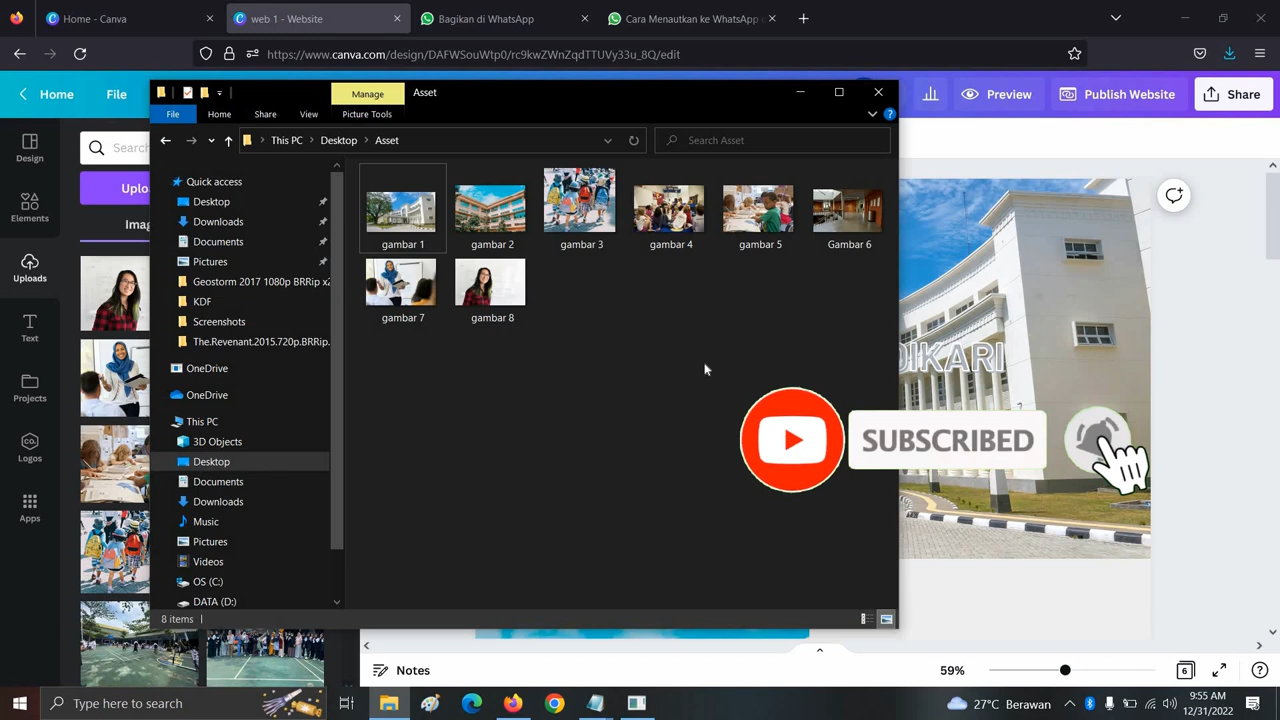 Home - Canva
web 1 - Website
Bagikan di WhatsApp
Cara Menautkan ke WhatsApp
https://www.canva.com/design/DAFWSouWtp0/rc9kwZWnZqdTTUVy33u_8Q/edit
Home
File
Preview
Publish Website
Share
Manage
Asset
File
Home
Share
View
Picture Tools
This PC
Desktop
Asset
Search Asset
Design
Elements
Uploads
Text
Projects
Logos
Apps
Sear
Uplo
Imag
Quick access
Desktop
Downloads
Documents
Pictures
Geostorm 2017 1080p BRRip x2
KDF
Screenshots
The.Revenant.2015.720p.BRRip.
OneDrive
OneDrive
This PC
3D Objects
Desktop
Documents
Downloads
Music
Pictures
Videos
OS (C:)
DATA (D:)
gambar 1
gambar 2
gambar 3
gambar 4
gambar 5
Gambar 6
gambar 7
gambar 8
DIKARI
SUBSCRIBED
8 items
Notes
59%
6
Type here to search
27°C Berawan
9:55 AM
12/31/2022